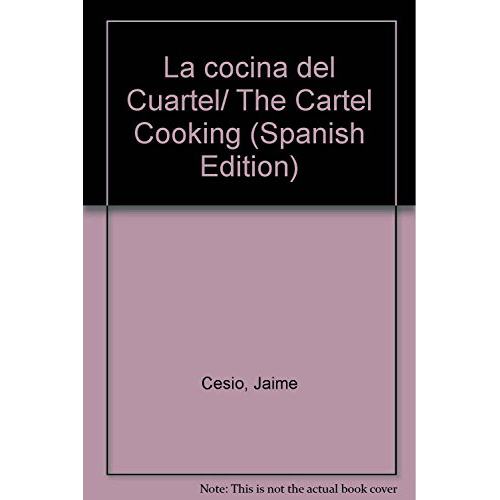 La cocina del
Cuartel/ The Cartel
Cooking (Spanish
Edition)
Cesio, Jaime
Note: This is not the actual book cover